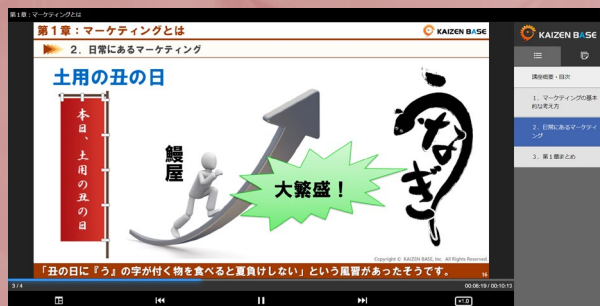 第1章：マーケティングとは
第1章：マーケティングとは
KAIZEN BASE
2．日常にあるマーケティング
土用の丑の日
本日、土用の丑の日
鰻屋
大繁盛！
うなぎ
Copyright © KAIZEN BASE, Inc. All Rights Reserved.
「丑の日に『う』の字が付く物を食べると夏負けしない」という風習があったそうです。
16
3/4
00:08:19 / 00:10:13
×1.0
KAIZEN BASE
講座概要・目次
1．マーケティングの基本
的な考え方
2．日常にあるマーケティ
ング
3．第1章まとめ